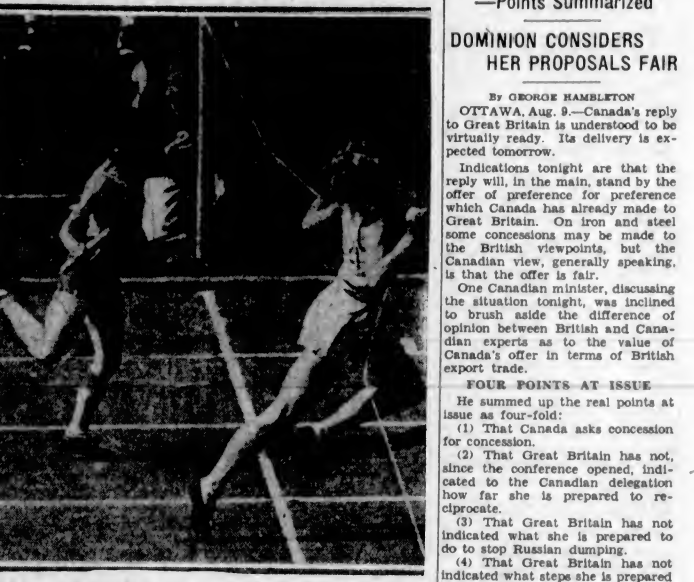 —Points Summarized
DOMINION CONSIDERS
HER PROPOSALS FAIR
By GEORGE HAMBLETON
OTTAWA, Aug. 9.—Canada's reply
to Great Britain is understood to be
virtually ready. Its delivery is ex-
pected tomorrow.
Indications tonight are that the
reply will, in the main, stand by the
offer of preference for preference
which Canada has already made to
Great Britain. On iron and steel
some concessions may be made to
the British viewpoints, but the
Canadian view, generally speaking,
is that the offer is fair.
One Canadian minister, discussing
the situation tonight, was inclined
to brush aside the difference of
opinion between British and Cana-
dian experts as to the value of
Canada's offer in terms of British
export trade.
FOUR POINTS AT ISSUE
He summed up the real points at
issue as four-fold:
(1) That Canada asks concession
for concession.
(2) That Great Britain has not,
since the conference opened, indi-
cated to the Canadian delegation
how far she is prepared to re-
ciprocate.
(3) That Great Britain has not
indicated what she is prepared to
do to stop Russian dumping.
(4) That Great Britain has not
indicated what steps she is prepared